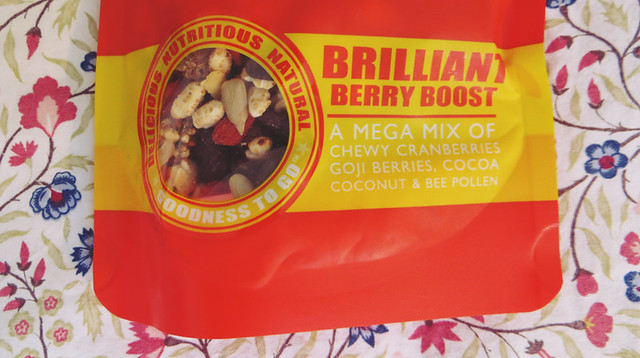 DELICIOUS NUTRITIOUS NATURAL
GOODNESS TO GO™
BRILLIANT
BERRY BOOST
A MEGA MIX OF
CHEWY CRANBERRIES
GOJI BERRIES, COCOA
COCONUT & BEE POLLEN